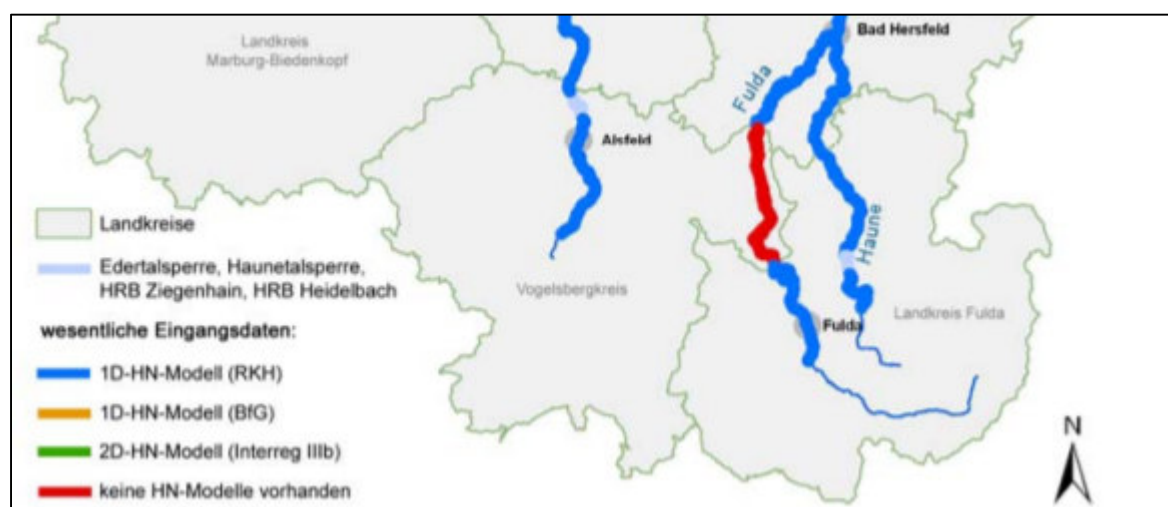 Landkreis
Marburg-Biedenkopf
Bad Hersfeld
Fulda
Alsfeld
Haune
Landkreise
Edertalsperre, Haunetalsperre,
HRB Ziegenhain, HRB Heidelbach
Vogelsbergkreis
Landkreis Fulda
Fulda
wesentliche Eingangsdaten:
1D-HN-Modell (RKH)
1D-HN-Modell (BfG)
2D-HN-Modell (Interreg IIIb)
keine HN-Modelle vorhanden
N